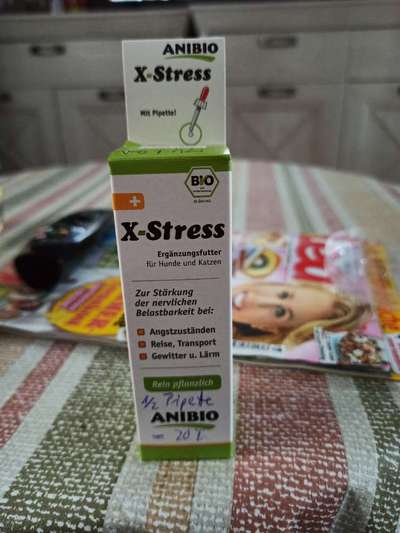 ANIBIO
X-Stress
Mit Pipette!
BIO
X-Stress
Ergänzungsfutter
für Hunde und Katzen
Zur Stärkung
der nervlichen
Belastbarkeit bei:
Angstzuständen
Reise, Transport
Gewitter u. Lärm
Rein pflanzlich
1/2 Pipette
ANIBIO